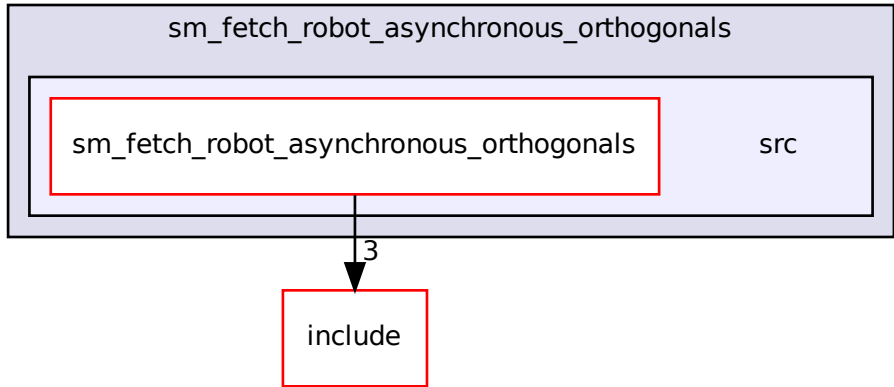 sm_fetch_robot_asynchronous_orthogonals
sm_fetch_robot_asynchronous_orthogonals
src
3
include